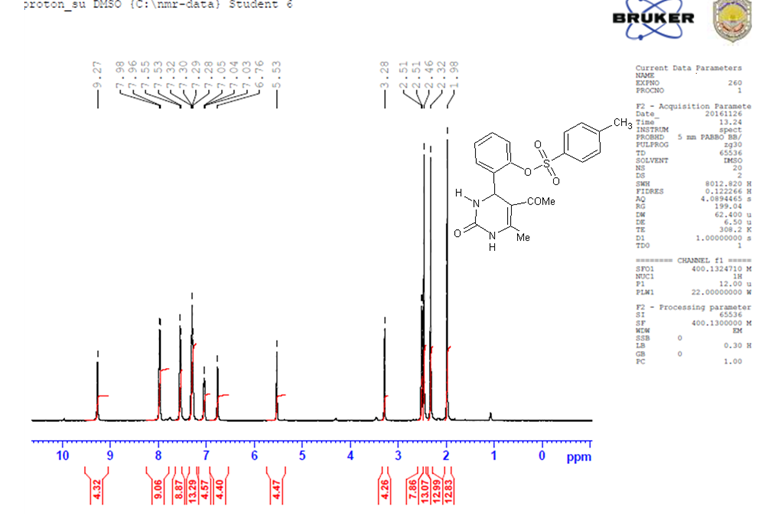 proton_su DMSO {C:\nmr-data} Student 6
BRUKER
9.27
7.98
7.96
7.55
7.53
7.32
7.30
7.29
7.28
7.05
7.04
7.03
6.76
5.53
3.28
2.51
2.51
2.46
2.32
1.98
CH3
O
O
S
O
H
N
COMe
O
N
H
Me
Current Data Parameters
NAME
EXPNO 260
PROCNO 1
F2 - Acquisition Paramete
Date_ 20161126
Time 13.24
INSTRUM spect
PROBHD 5 mm PABBO BB/
PULPROG zg30
TD 65536
SOLVENT DMSO
NS 20
DS 2
SWH 8012.820 H
FIDRES 0.122266 H
AQ 4.0894465 s
RG 199.04
DW 62.400 u
DE 6.50 u
TE 308.2 K
D1 1.00000000 s
TD0 1
======== CHANNEL f1 =====
SFO1 400.1324710 M
NUC1 1H
P1 12.00 u
PLW1 22.00000000 W
F2 - Processing parameter
SI 65536
SF 400.1300000 M
WDW EM
SSB 0
LB 0.30 H
GB 0
PC 1.00
10 9 8 7 6 5 4 3 2 1 0 ppm
4.32
9.06
8.87
13.29
4.57
4.40
4.47
4.26
7.86
13.07
12.99
12.83